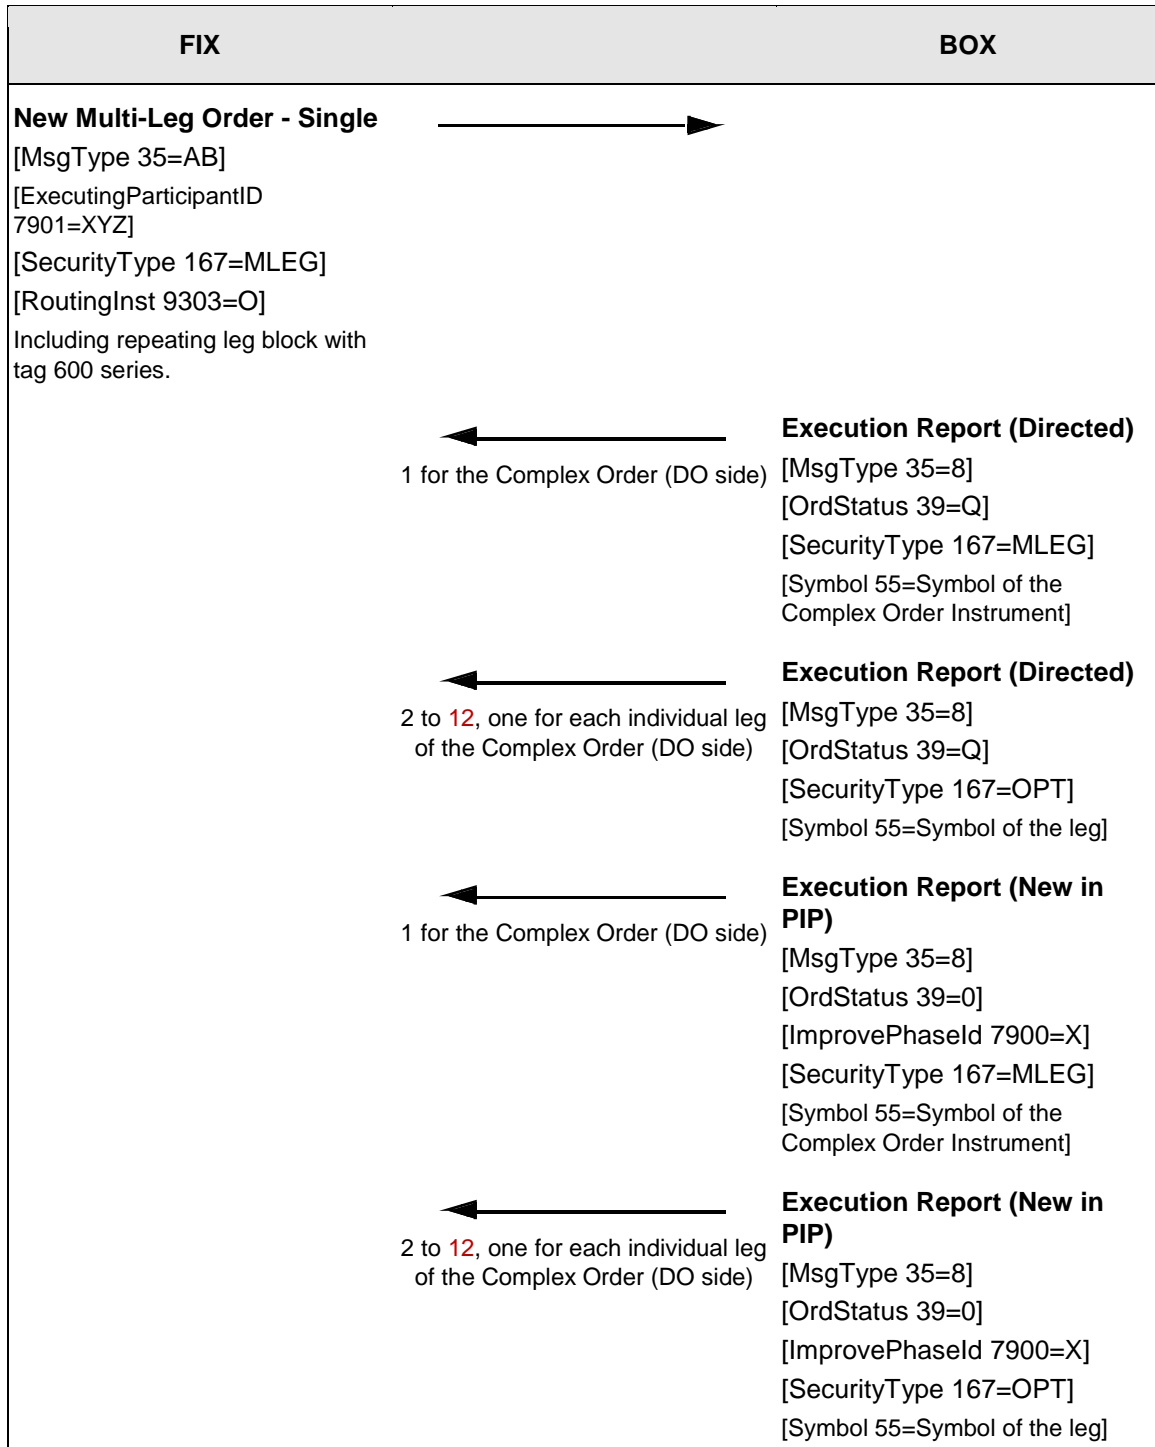 FIX
BOX
New Multi-Leg Order - Single
[MsgType 35=AB]
[ExecutingParticipantID
7901=XYZ]
[SecurityType 167=MLEG]
[RoutingInst 9303=O]
Including repeating leg block with
tag 600 series.
1 for the Complex Order (DO side)
Execution Report (Directed)
[MsgType 35=8]
[OrdStatus 39=Q]
[SecurityType 167=MLEG]
[Symbol 55=Symbol of the
Complex Order Instrument]
2 to 12, one for each individual leg
of the Complex Order (DO side)
Execution Report (Directed)
[MsgType 35=8]
[OrdStatus 39=Q]
[SecurityType 167=OPT]
[Symbol 55=Symbol of the leg]
1 for the Complex Order (DO side)
Execution Report (New in
PIP)
[MsgType 35=8]
[OrdStatus 39=0]
[ImprovePhaseId 7900=X]
[SecurityType 167=MLEG]
[Symbol 55=Symbol of the
Complex Order Instrument]
2 to 12, one for each individual leg
of the Complex Order (DO side)
Execution Report (New in
PIP)
[MsgType 35=8]
[OrdStatus 39=0]
[ImprovePhaseId 7900=X]
[SecurityType 167=OPT]
[Symbol 55=Symbol of the leg]